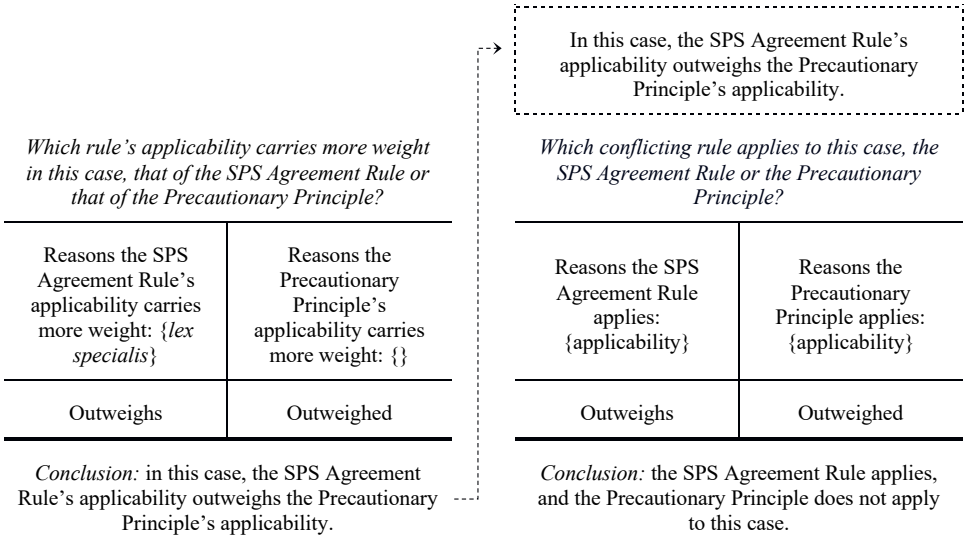 Which rule’s applicability carries more weight
in this case, that of the SPS Agreement Rule or
that of the Precautionary Principle?
Reasons the SPS
Agreement Rule’s
applicability carries
more weight: {lex
specialis}
Reasons the
Precautionary
Principle’s
applicability carries
more weight: {}
Outweighs
Outweighed
Conclusion: in this case, the SPS Agreement
Rule’s applicability outweighs the Precautionary
Principle’s applicability.
In this case, the SPS Agreement Rule’s
applicability outweighs the Precautionary
Principle’s applicability.
Which conflicting rule applies to this case, the
SPS Agreement Rule or the Precautionary
Principle?
Reasons the SPS
Agreement Rule
applies:
{applicability}
Reasons the
Precautionary
Principle applies:
{applicability}
Outweighs
Outweighed
Conclusion: the SPS Agreement Rule applies,
and the Precautionary Principle does not apply
to this case.